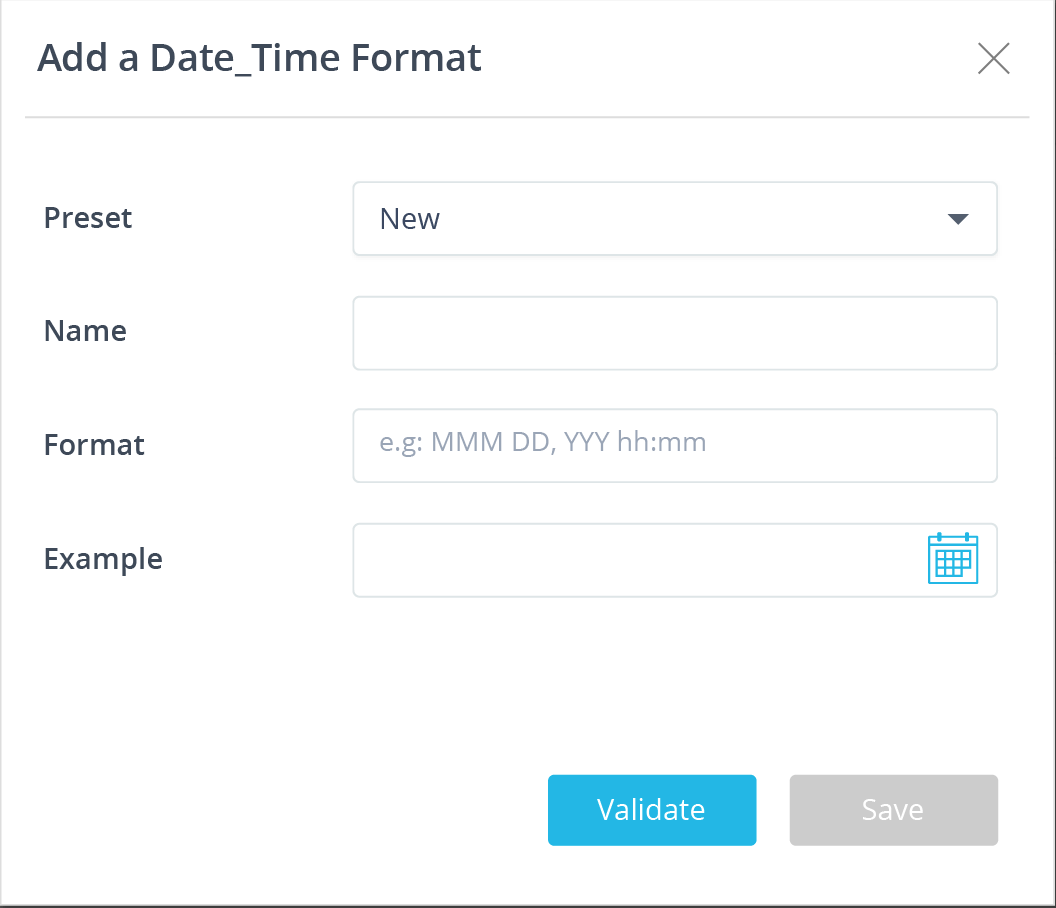 Add a Date_Time Format
Preset
New
Name
Format
e.g: MMM DD, YYY hh:mm
Example
Validate
Save